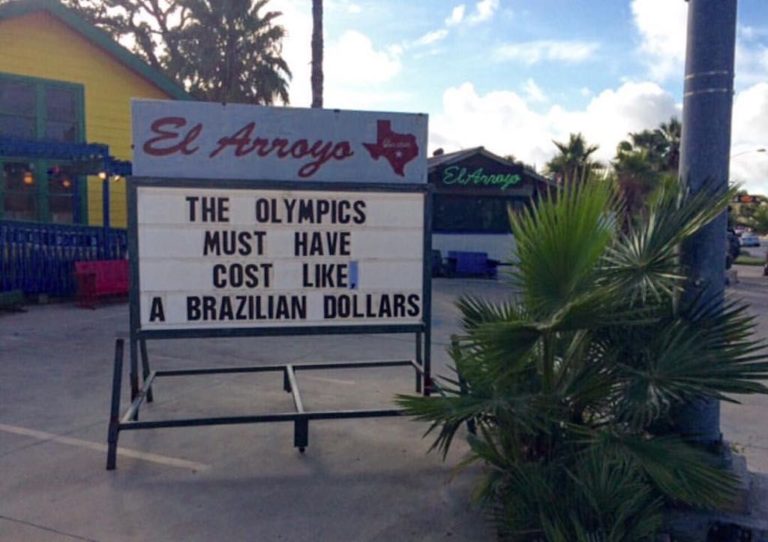 El Arroyo
THE OLYMPICS
MUST HAVE
COST LIKE,
A BRAZILIAN DOLLARS
El Arroyo